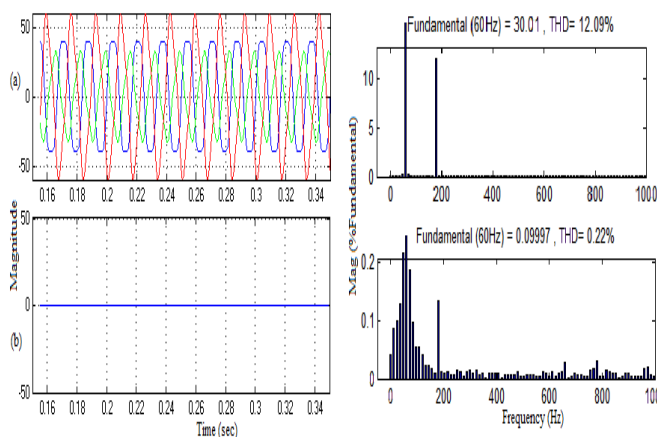 50
(a)
0
-50
0.16 0.18 0.2 0.22 0.24 0.26 0.28 0.3 0.32 0.34
Magnitude
50
0
(b)
-50
0.16 0.18 0.2 0.22 0.24 0.26 0.28 0.3 0.32 0.34
Time (sec)
Fundamental (60Hz) = 30.01 , THD= 12.09%
10
5
0
0 200 400 600 800 1000
Mag (%Fundamental)
Fundamental (60Hz) = 0.09997 , THD= 0.22%
0.2
0.1
0
0 200 400 600 800 100
Frequency (Hz)